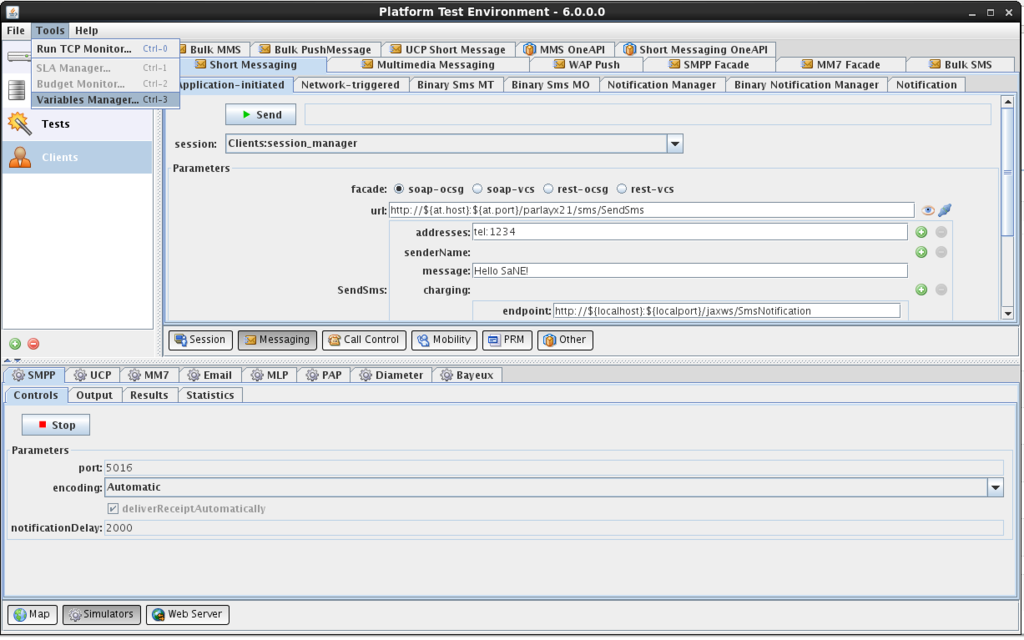 Platform Test Environment - 6.0.0.0
File Tools Help
Run TCP Monitor... Ctrl-0
SLA Manager... Ctrl-1
Budget Monitor... Ctrl-2
Variables Manager... Ctrl-3
Tests
Clients
Bulk MMS Bulk PushMessage UCP Short Message MMS OneAPI Short Messaging OneAPI
Short Messaging Multimedia Messaging WAP Push SMPP Facade MM7 Facade Bulk SMS
Application-initiated Network-triggered Binary Sms MT Binary Sms MO Notification Manager Binary Notification Manager Notification
Send
session: Clients:session_manager
Parameters
facade: soap-ocsg soap-vcs rest-ocsg rest-vcs
url: http://${at.host}:${at.port}/parlayx21/sms/SendSms
addresses: tel:1234
senderName:
message: Hello SaNE!
SendSms: charging:
endpoint: http://${localhost}:${localport}/jaxws/SmsNotification
Session Messaging Call Control Mobility PRM Other
SMPP UCP MM7 Email MLP PAP Diameter Bayeux
Controls Output Results Statistics
Stop
Parameters
port: 5016
encoding: Automatic
deliverReceiptAutomatically
notificationDelay: 2000
Map Simulators Web Server